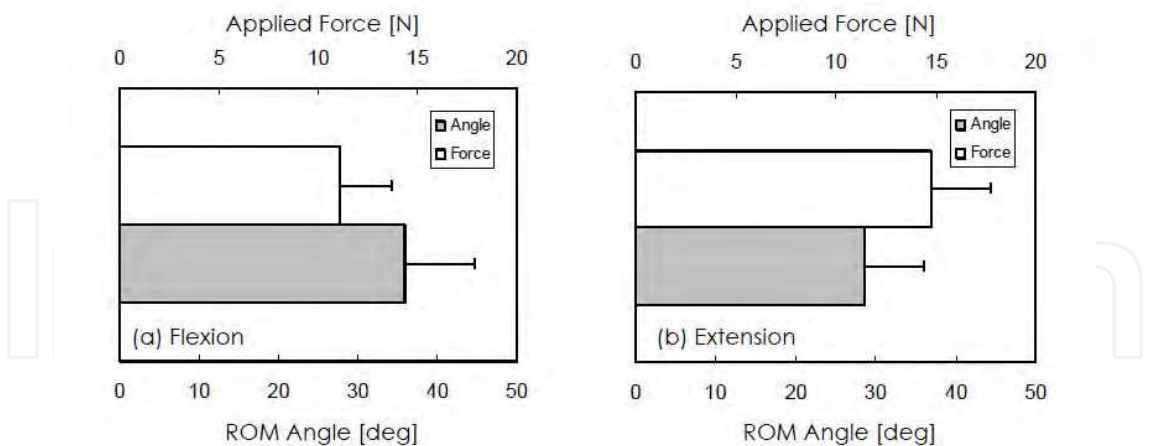 Applied Force [N]
0 5 10 15 20
Angle
Force
(a) Flexion
0 10 20 30 40 50
ROM Angle [deg]
Applied Force [N]
0 5 10 15 20
Angle
Force
(b) Extension
0 10 20 30 40 50
ROM Angle [deg]